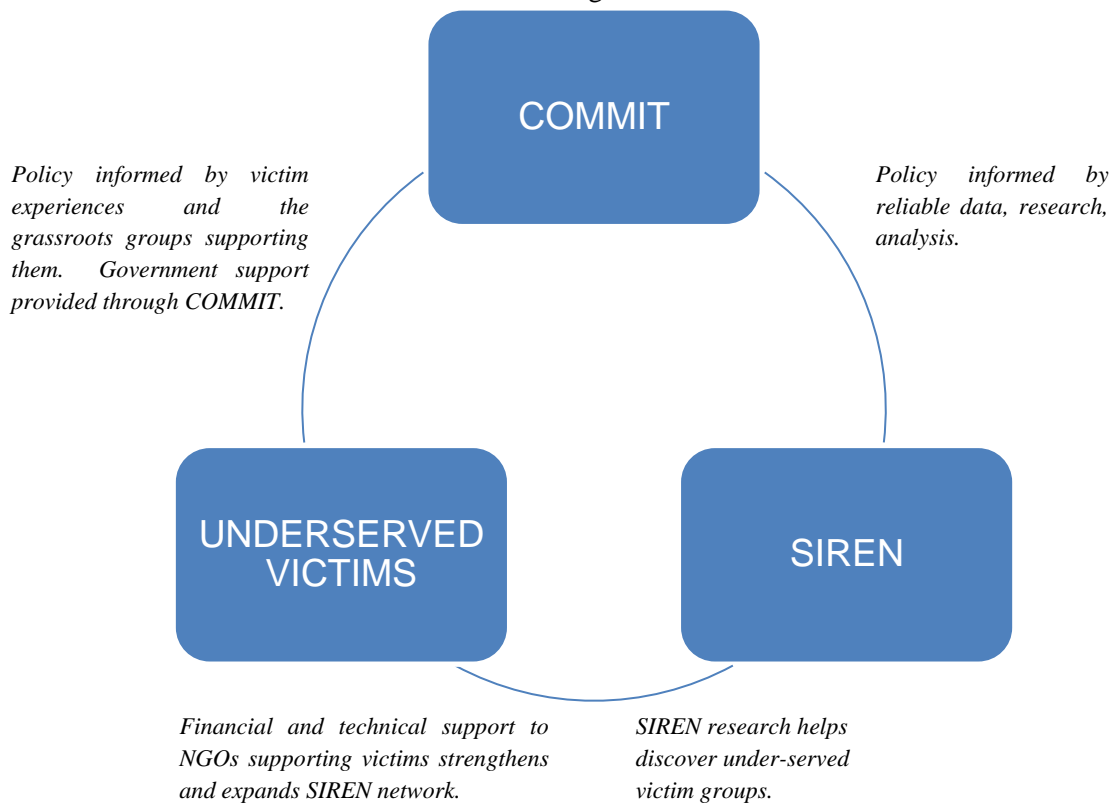 COMMIT
Policy informed by victim
experiences and the
grassroots groups supporting
them. Government support
provided through COMMIT.
Policy informed by
reliable data, research,
analysis.
UNDERSERVED
VICTIMS
SIREN
Financial and technical support to
NGOs supporting victims strengthens
and expands SIREN network.
SIREN research helps
discover under-served
victim groups.